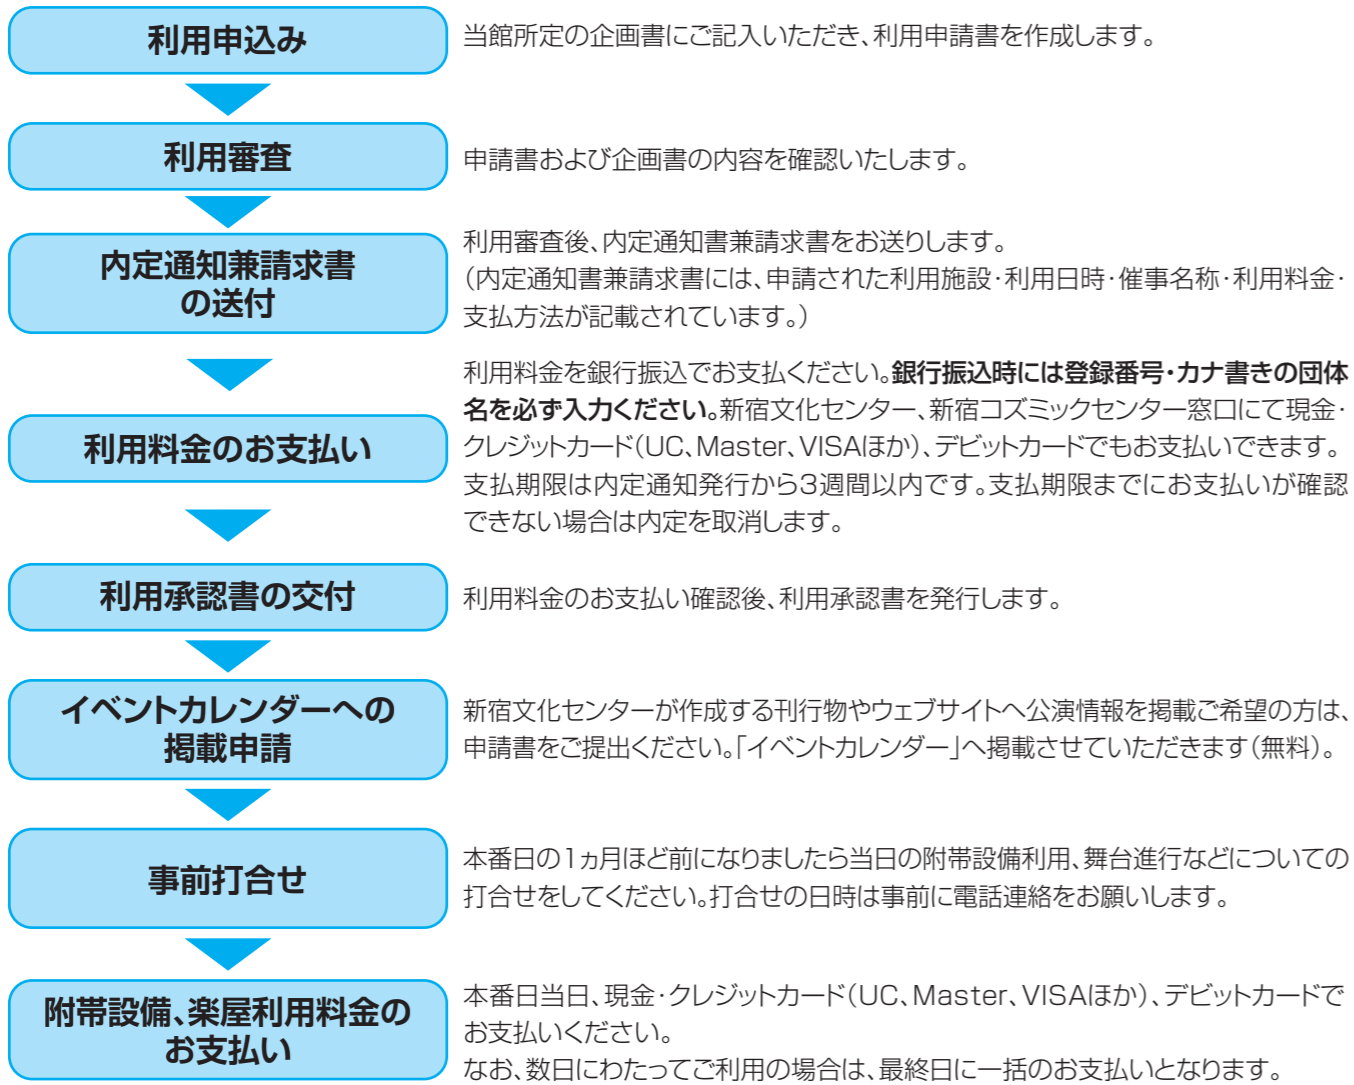 利用申込み
当館所定の企画書にご記入いただき、利用申請書を作成します。
利用審査
申請書および企画書の内容を確認いたします。
内定通知兼請求書
の送付
利用審査後、内定通知書兼請求書をお送りします。
（内定通知書兼請求書には、申請された利用施設・利用日時・催事名称・利用料金・
支払方法が記載されています。）
利用料金のお支払い
利用料金を銀行振込でお支払ください。銀行振込時には登録番号・カナ書きの団体
名を必ず入力ください。新宿文化センター、新宿コズミックセンター窓口にて現金・
クレジットカード（UC、Master、VISAほか）、デビットカードでもお支払いできます。
支払期限は内定通知発行から3週間以内です。支払期限までにお支払いが確認
できない場合は内定を取消します。
利用承認書の交付
利用料金のお支払い確認後、利用承認書を発行します。
イベントカレンダーへの
掲載申請
新宿文化センターが作成する刊行物やウェブサイトへ公演情報を掲載ご希望の方は、
申請書をご提出ください。「イベントカレンダー」へ掲載させていただきます（無料）。
事前打合せ
本番日の1ヵ月ほど前になりましたら当日の附帯設備利用、舞台進行などについての
打合せをしてください。打合せの日時は事前に電話連絡をお願いします。
附帯設備、楽屋利用料金の
お支払い
本番日当日、現金・クレジットカード（UC、Master、VISAほか）、デビットカードで
お支払いください。
なお、数日にわたってご利用の場合は、最終日に一括のお支払いとなります。